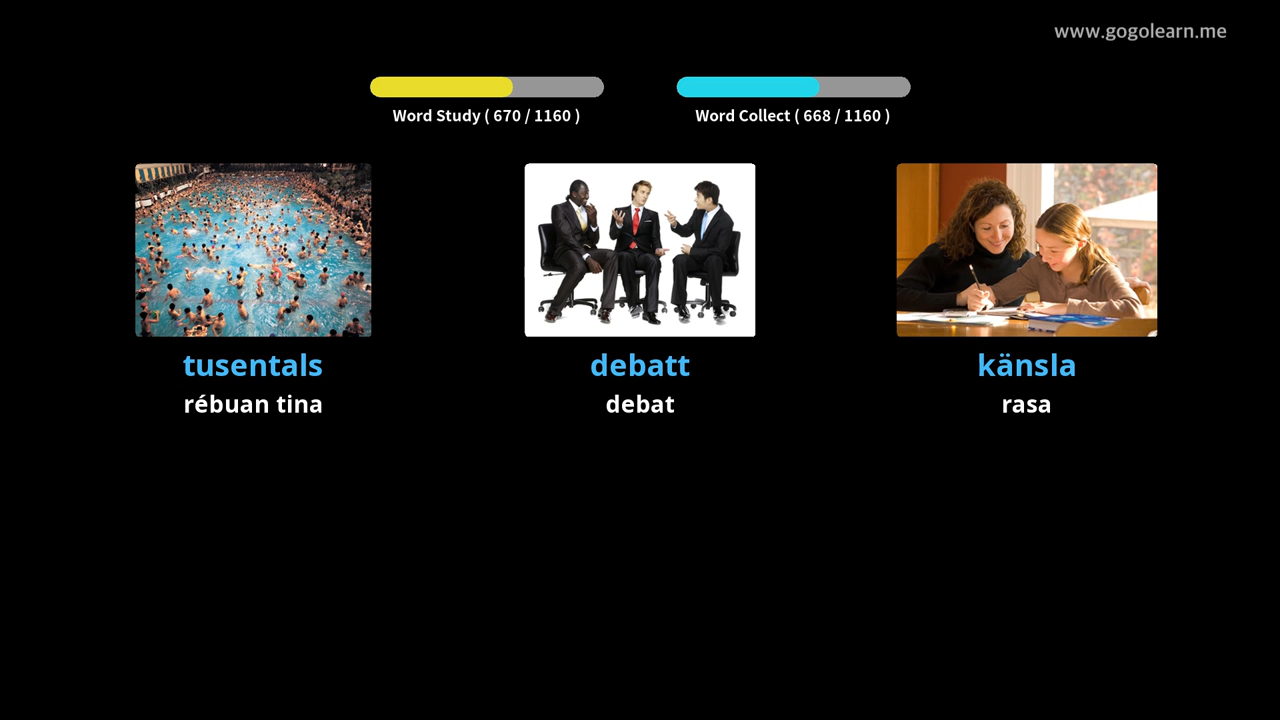 www.gogolearn.me
Word Study ( 670 / 1160 )
Word Collect ( 668 / 1160 )
tusentals
rébuan tina
debatt
debat
känsla
rasa